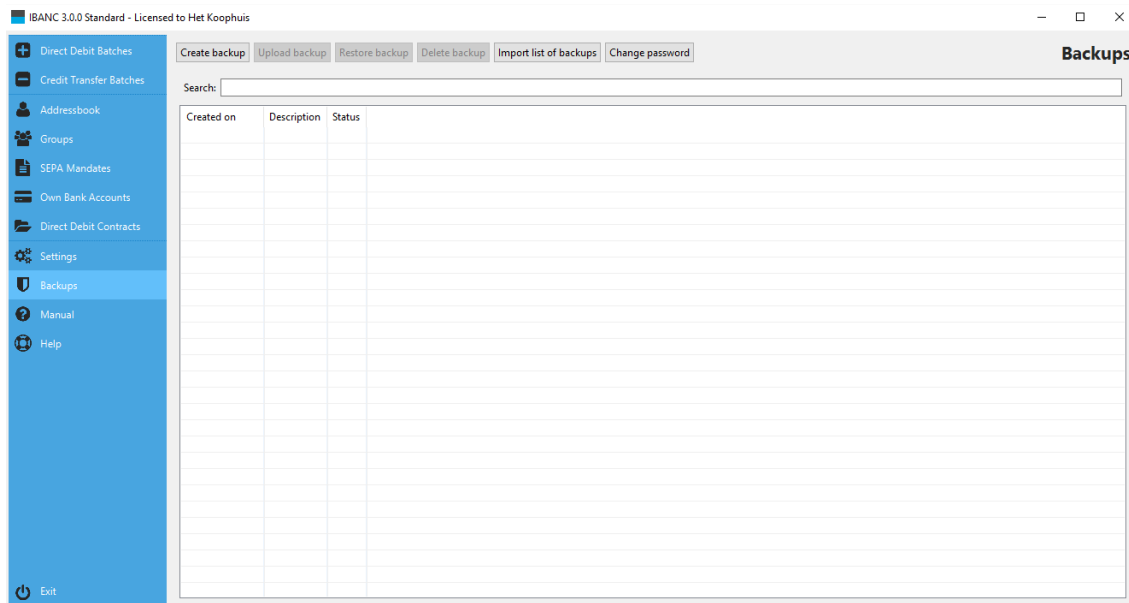 IBANC 3.0.0 Standard - Licensed to Het Koophuis
Direct Debit Batches
Credit Transfer Batches
Addressbook
Groups
SEPA Mandates
Own Bank Accounts
Direct Debit Contracts
Settings
Backups
Manual
Help
Exit
Create backup Upload backup Restore backup Delete backup Import list of backups Change password
Backups
Search:
Created on Description Status